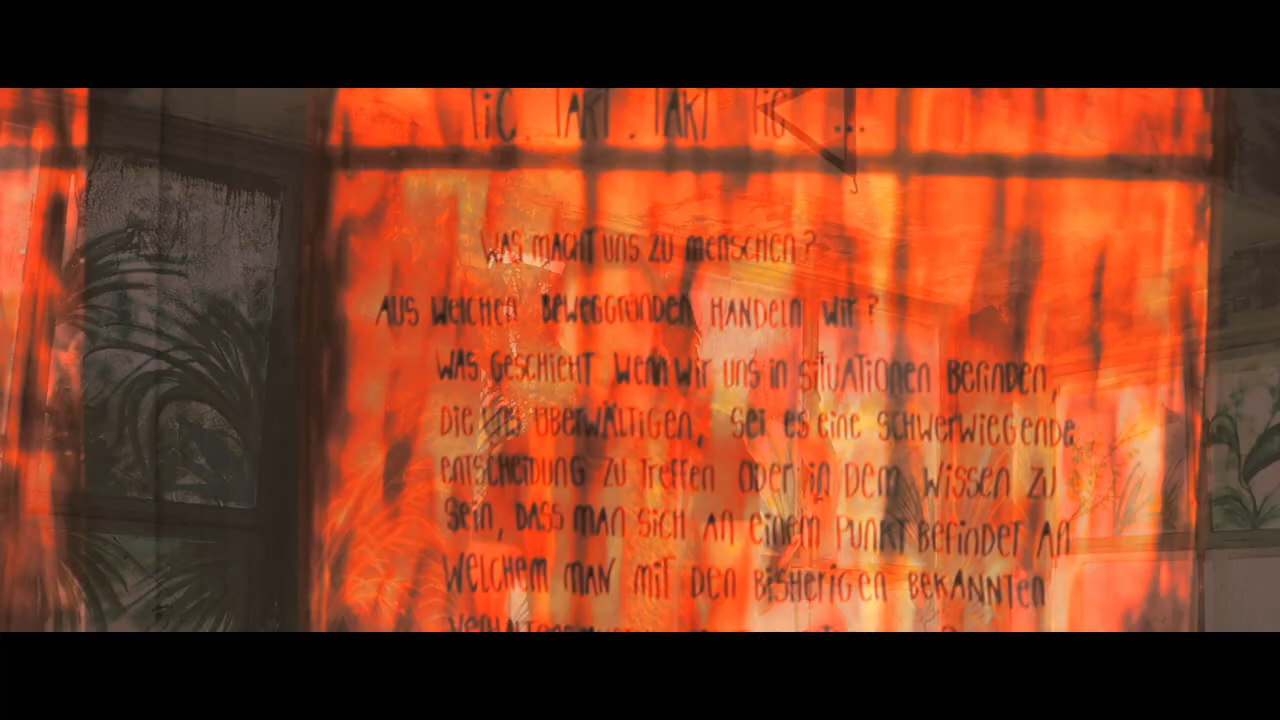 TIC TAKT . TAKT TIC ...
WAS MACHT UNS ZU MENSCHEN?
AUS WELCHEN BEWEGGRÜNDEN HANDELN WIR?
WAS GESCHIEHT WENN WIR UNS IN SITUATIONEN BEFINDEN,
DIE UNS ÜBERWÄLTIGEN, SEI ES EINE SCHWERWIEGENDE
ENTSCHEIDUNG ZU TREFFEN ODER IN DEM WISSEN ZU
SEIN, DASS MAN SICH AN EINEM PUNKT BEFINDET AN
WELCHEM MAN MIT DEN BISHERIGEN BEKANNTEN